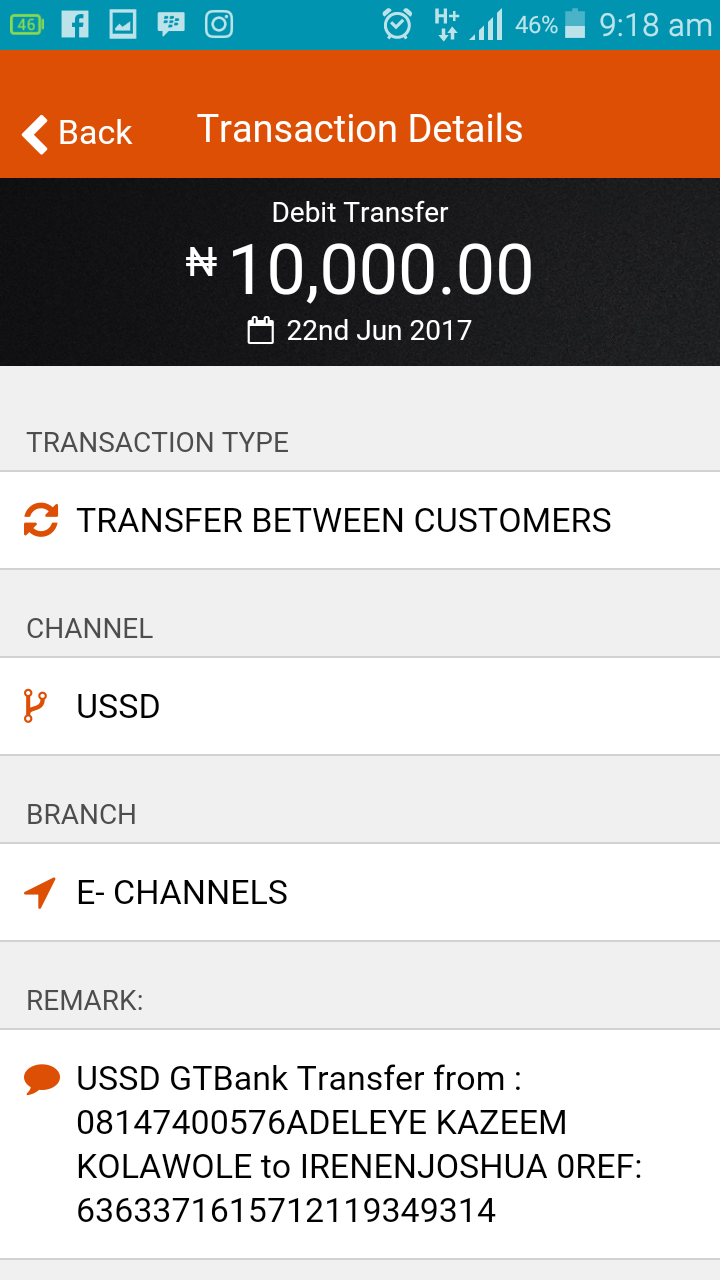 46 H+ 46% 9:18 am
Back Transaction Details
Debit Transfer
₦ 10,000.00
22nd Jun 2017
TRANSACTION TYPE
TRANSFER BETWEEN CUSTOMERS
CHANNEL
USSD
BRANCH
E- CHANNELS
REMARK:
USSD GTBank Transfer from :
08147400576ADELEYE KAZEEM
KOLAWOLE to IRENENJOSHUA 0REF:
6363371615712119349314